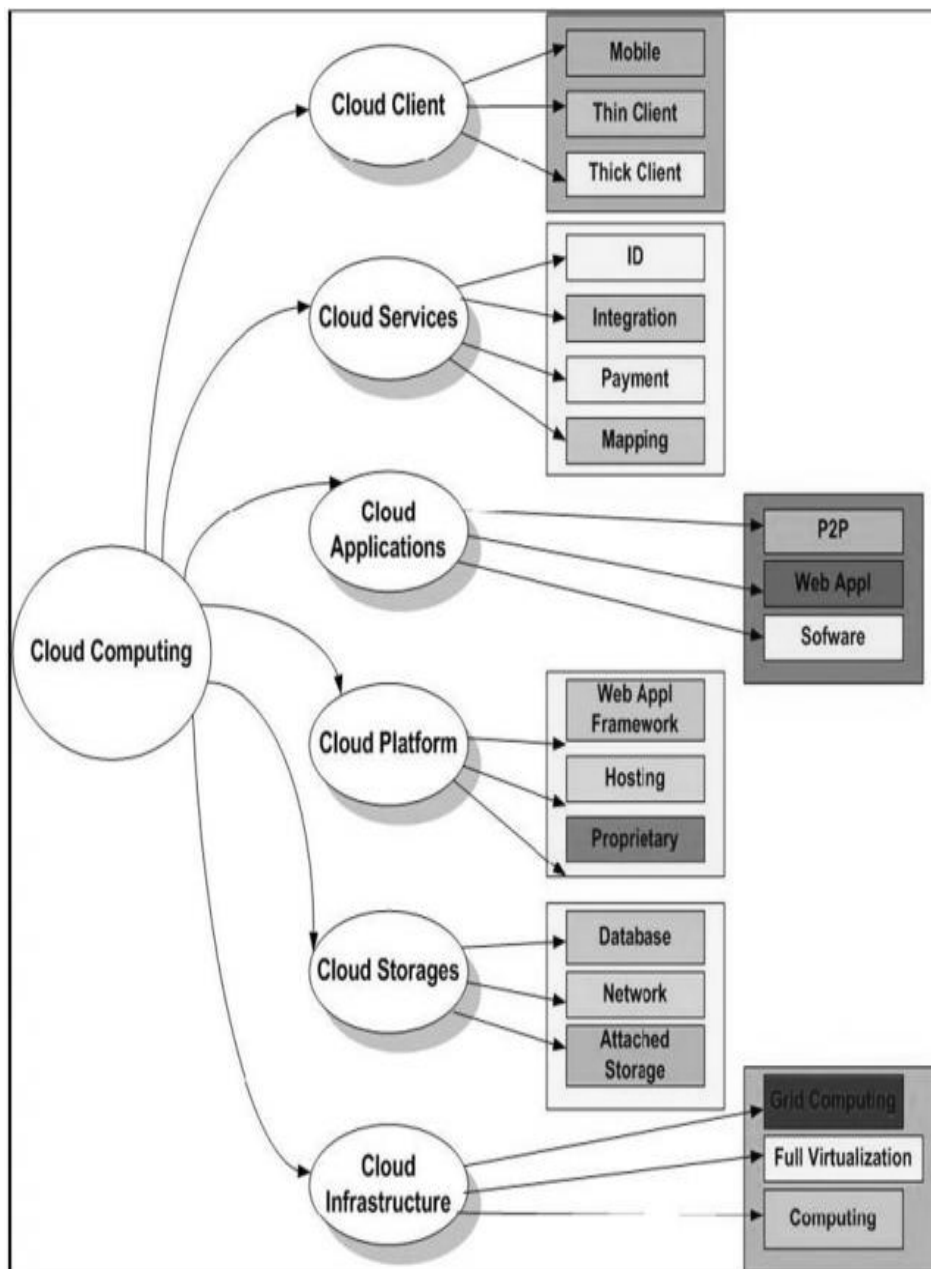 Cloud Client
Mobile
Thin Client
Thick Client
Cloud Services
ID
Integration
Payment
Mapping
Cloud
Applications
P2P
Web Appl
Sofware
Cloud Computing
Cloud Platform
Web Appl
Framework
Hosting
Proprietary
Cloud Storages
Database
Network
Attached
Storage
Cloud
Infrastructure
Grid Computing
Full Virtualization
Computing